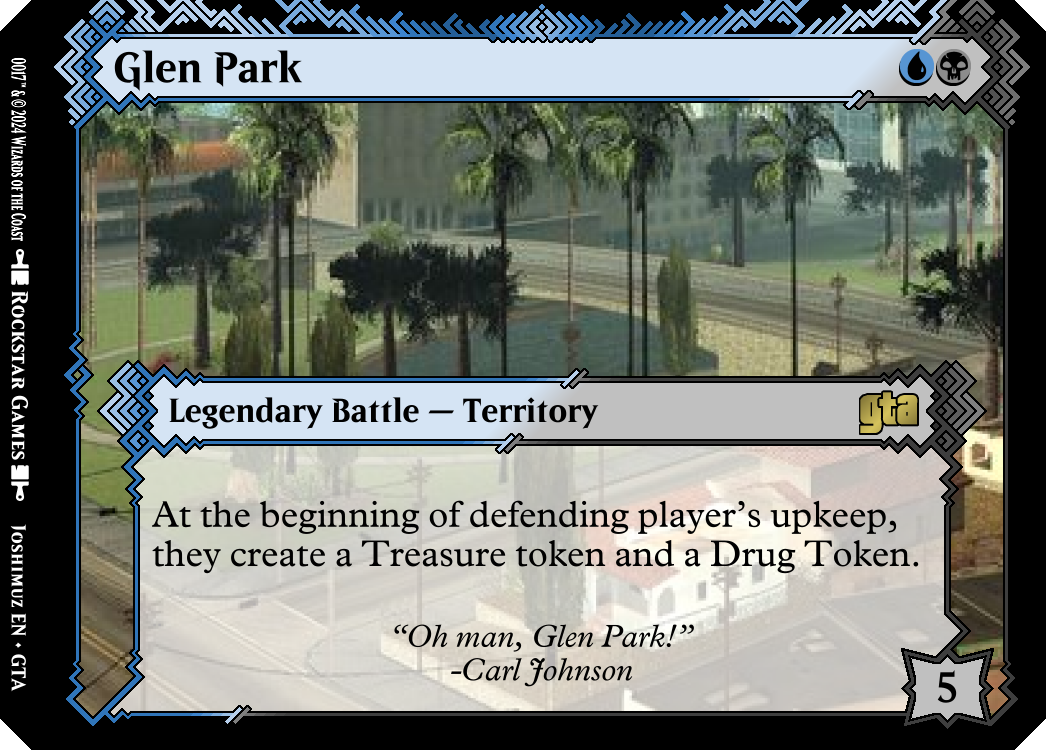 Glen Park
Legendary Battle — Territory
gta
At the beginning of defending player's upkeep,
they create a Treasure token and a Drug Token.
“Oh man, Glen Park!”
-Carl Johnson
5
0017 ™ & © 2024 Wizards of the Coast Rockstar Games Joshimuz EN • GTA